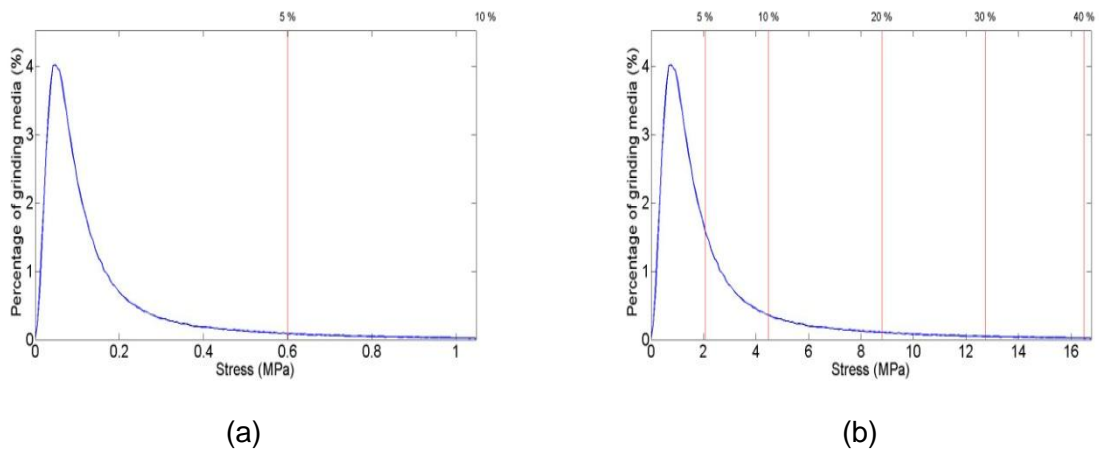 5 % 10 %
Percentage of grinding media (%)
4
3
2
1
0
0 0.2 0.4 0.6 0.8 1
Stress (MPa)
(a)
5 % 10 % 20 % 30 % 40 %
Percentage of grinding media (%)
4
3
2
1
0
0 2 4 6 8 10 12 14 16
Stress (MPa)
(b)